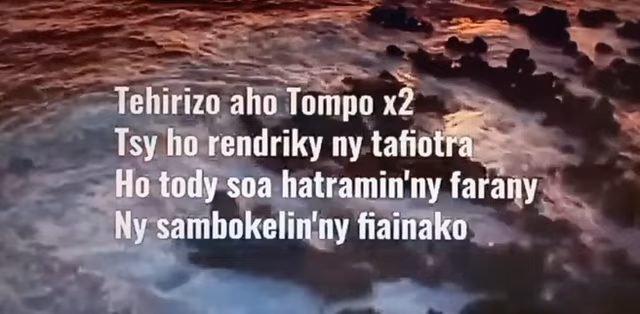 Tehirizo aho Tompo x2
Tsy ho rendriky ny tafiotra
Ho tody soa hatramin'ny farany
Ny sambokelin'ny fiainako